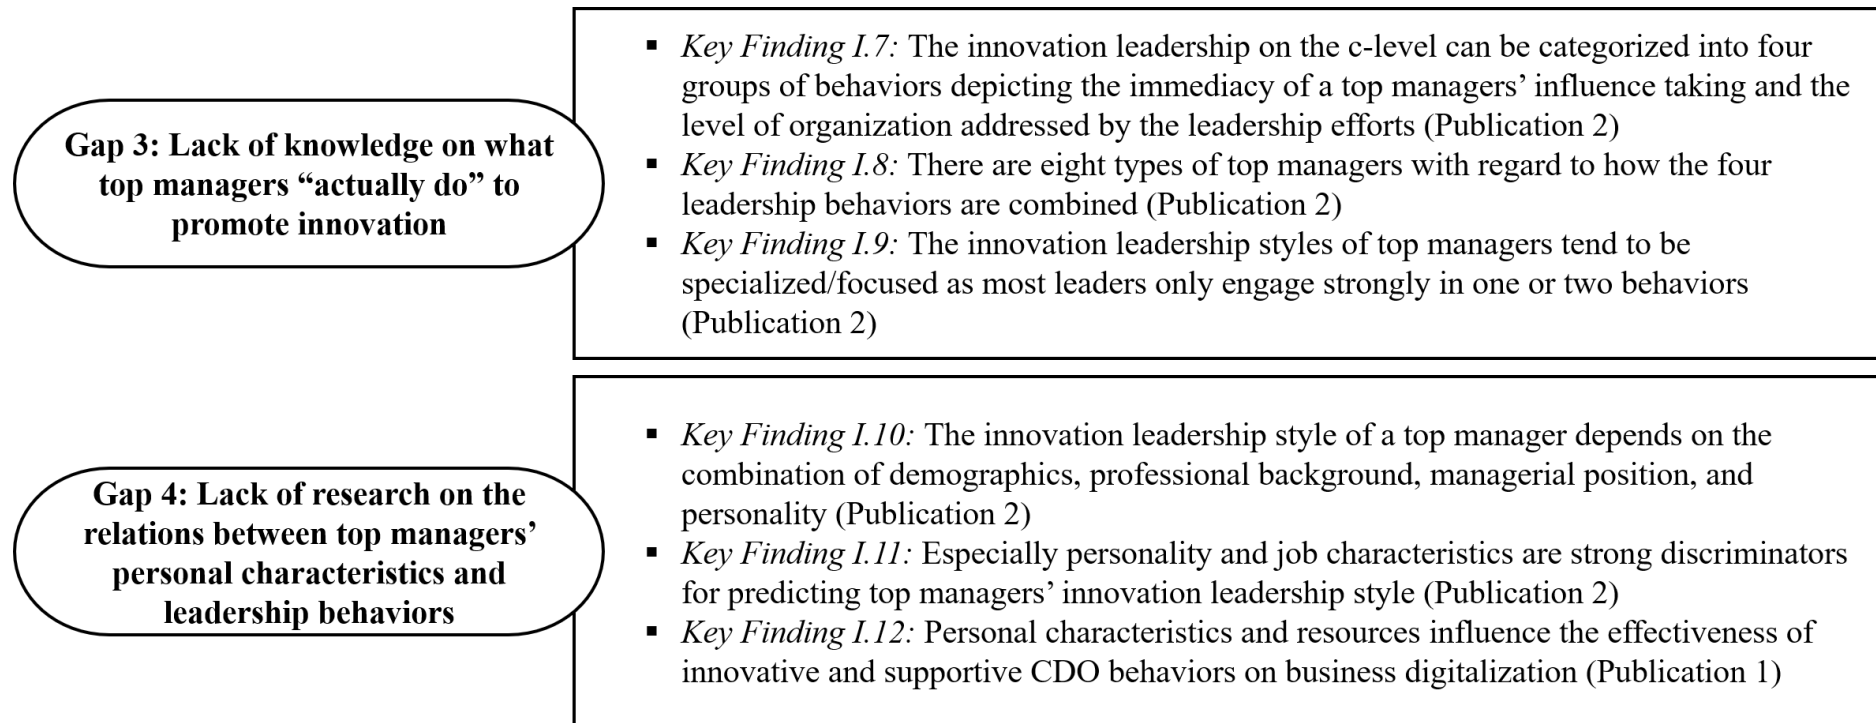 Gap 3: Lack of knowledge on what
top managers “actually do” to
promote innovation
▪ Key Finding I.7: The innovation leadership on the c-level can be categorized into four
groups of behaviors depicting the immediacy of a top managers’ influence taking and the
level of organization addressed by the leadership efforts (Publication 2)
▪ Key Finding I.8: There are eight types of top managers with regard to how the four
leadership behaviors are combined (Publication 2)
▪ Key Finding I.9: The innovation leadership styles of top managers tend to be
specialized/focused as most leaders only engage strongly in one or two behaviors
(Publication 2)
Gap 4: Lack of research on the
relations between top managers’
personal characteristics and
leadership behaviors
▪ Key Finding I.10: The innovation leadership style of a top manager depends on the
combination of demographics, professional background, managerial position, and
personality (Publication 2)
▪ Key Finding I.11: Especially personality and job characteristics are strong discriminators
for predicting top managers’ innovation leadership style (Publication 2)
▪ Key Finding I.12: Personal characteristics and resources influence the effectiveness of
innovative and supportive CDO behaviors on business digitalization (Publication 1)